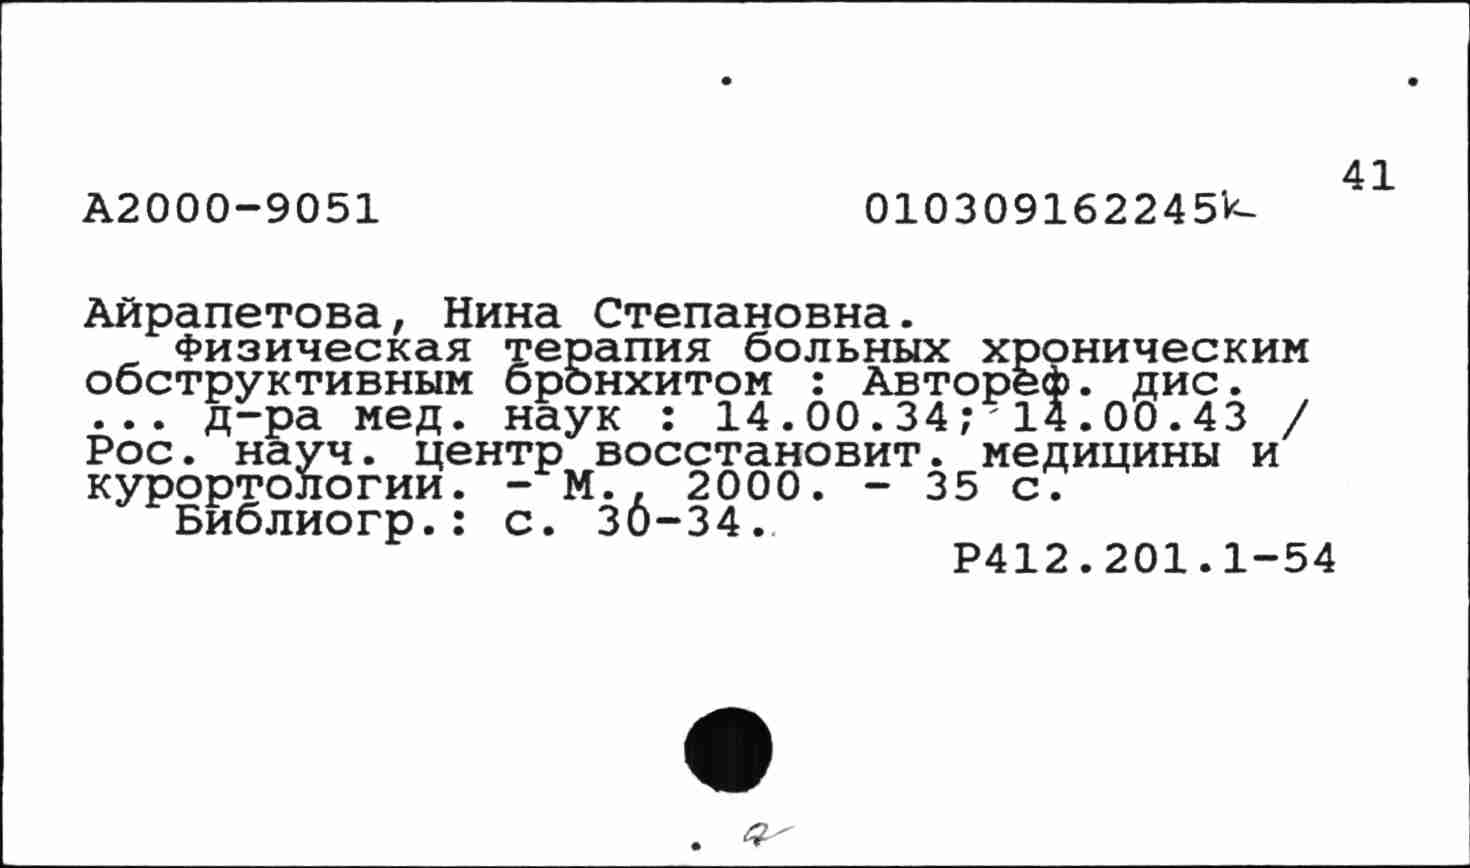 41
А2000-9051 010309162245к
Айрапетова, Нина Степановна.
Физическая терапия больных хроническим
обструктивным бронхитом : Автореф. дис.
... д-ра мед. наук : 14.00.34; 14.00.43 /
Рос. науч. центр восстановит. медицины и
курортологии. - М., 2000. - 35 с.
Библиогр.: с. 30-34.
Р412.201.1-54